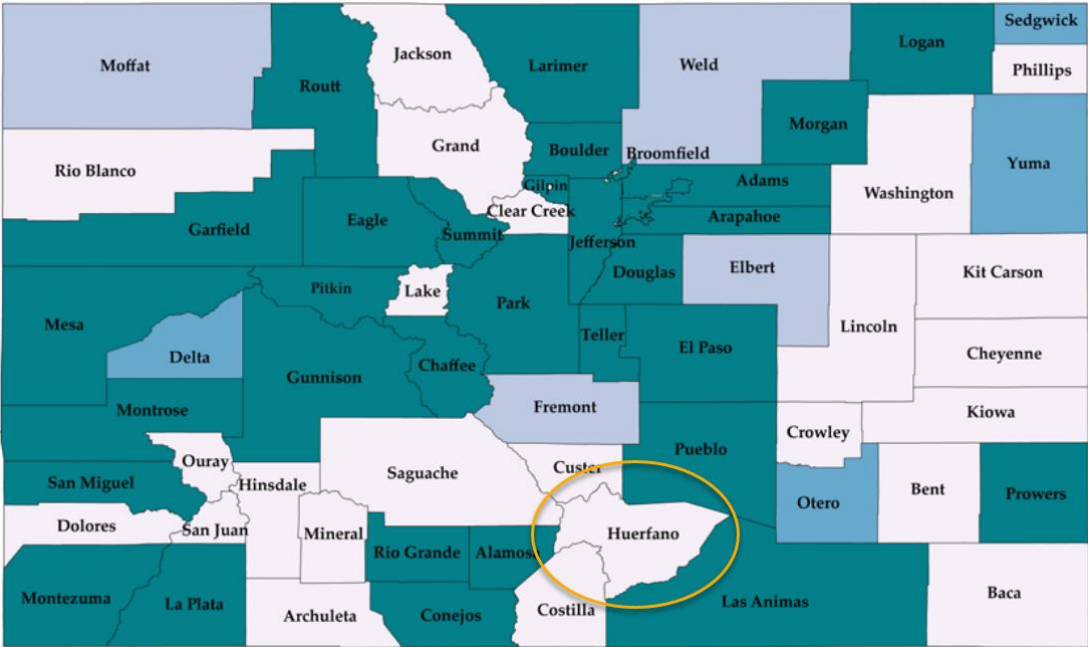 Sedgwick
Logan
Jackson
Moffat
Larimer
Weld
Phillips
Routt
Morgan
Grand
Boulder
Broomfield
Yuma
Rio Blanco
Adams
Gilpin
Washington
Clear Creek
Arapahoe
Eagle
Garfield
Summit
Jefferson
Elbert
Kit Carson
Douglas
Pitkin
Lake
Park
Mesa
Lincoln
Teller
El Paso
Cheyenne
Delta
Chaffee
Gunnison
Fremont
Montrose
Kiowa
Crowley
Pueblo
Ouray
Custer
Saguache
San Miguel
Hinsdale
Bent
Prowers
Otero
Dolores
San Juan
Mineral
Huerfano
Rio Grande
Alamosa
Baca
Montezuma
La Plata
Las Animas
Costilla
Archuleta
Conejos